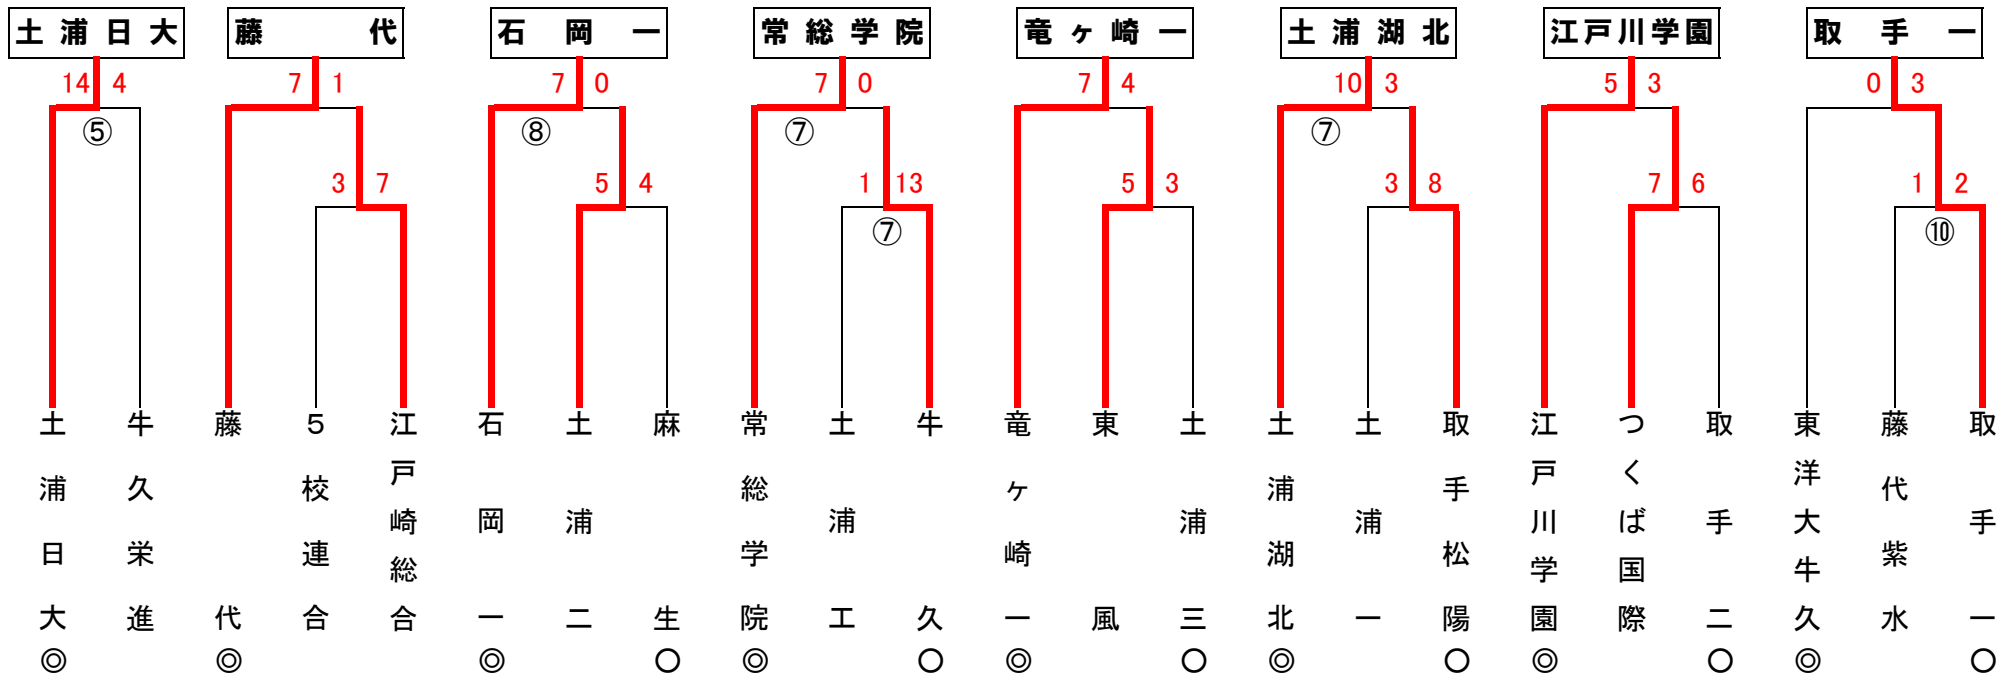 土浦日大 藤代 石岡一 常総学院 竜ヶ崎一 土浦湖北 江戸川学園 取手一
14 4 7 1 7 0 7 0 7 4 10 3 5 3 0 3
⑤ ⑧ ⑦ ⑦
3 7 5 4 1 13 5 3 3 8 7 6 1 2
⑦ ⑩
土浦日大◎
牛久栄進
藤代◎
5校連合
江戸崎総合
石岡一◎
土浦二
麻生○
常総学院◎
土浦工
牛久○
竜ヶ崎一◎
東風
土浦三○
土浦湖北◎
土浦一
取手松陽○
江戸川学園◎
つくば国際
取手二○
東洋大牛久◎
藤代紫水
取手一○